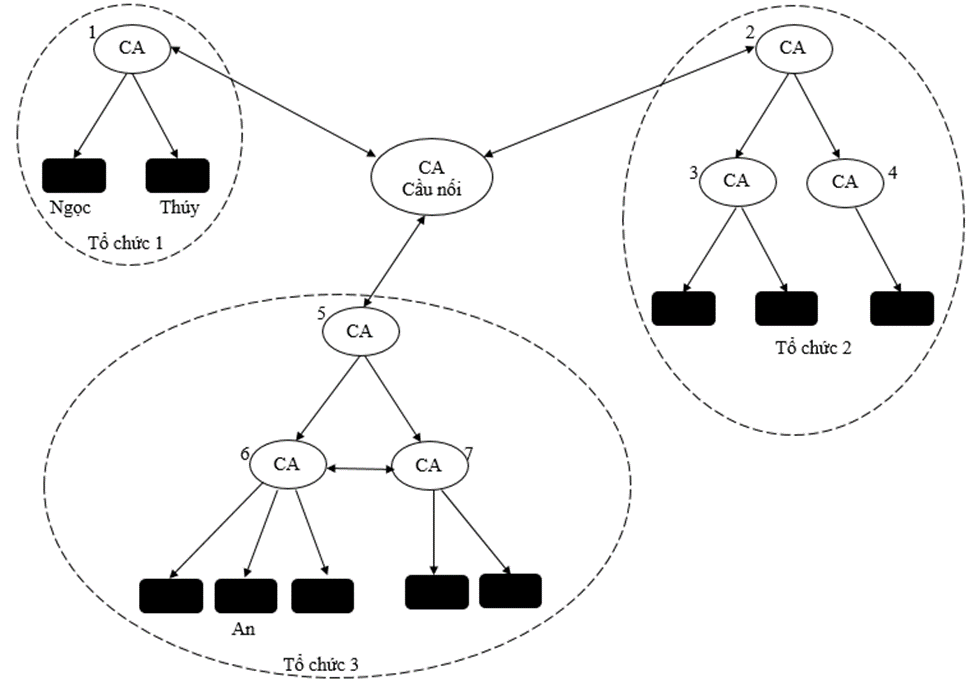 1
CA
2
CA
CA
Cầu nối
3
CA
CA
4
Ngọc
Thúy
Tổ chức 1
5
CA
Tổ chức 2
6
CA
CA
7
An
Tổ chức 3